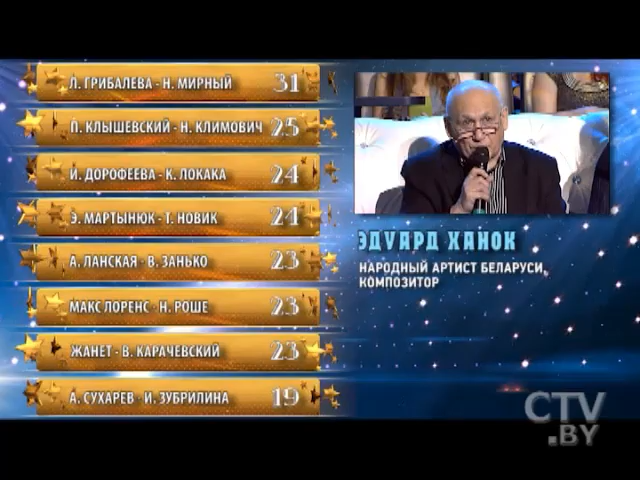 Л. ГРИБАЛЕВА - Н. МИРНЫЙ 31
П. КЛЫШЕВСКИЙ - Н. КЛИМОВИЧ 25
И. ДОРОФЕЕВА - К. ЛОКАКА 24
Э. МАРТЫНЮК - Т. НОВИК 24
А. ЛАНСКАЯ - В. ЗАНЬКО 23
МАКС ЛОРЕНС - Н. РОШЕ 23
ЖАНЕТ - В. КАРАЧЕВСКИЙ 23
А. СУХАРЕВ - И. ЗУБРИЛИНА 19
ЭДУАРД ХАНОК
НАРОДНЫЙ АРТИСТ БЕЛАРУСИ,
КОМПОЗИТОР
CTV
.BY